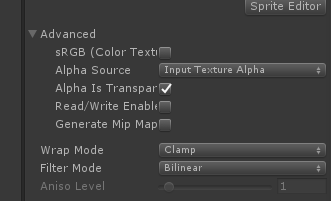 Sprite Editor
Advanced
sRGB (Color Textu
Alpha Source Input Texture Alpha
Alpha Is Transpar
Read/Write Enable
Generate Mip Map
Wrap Mode Clamp
Filter Mode Bilinear
Aniso Level 1